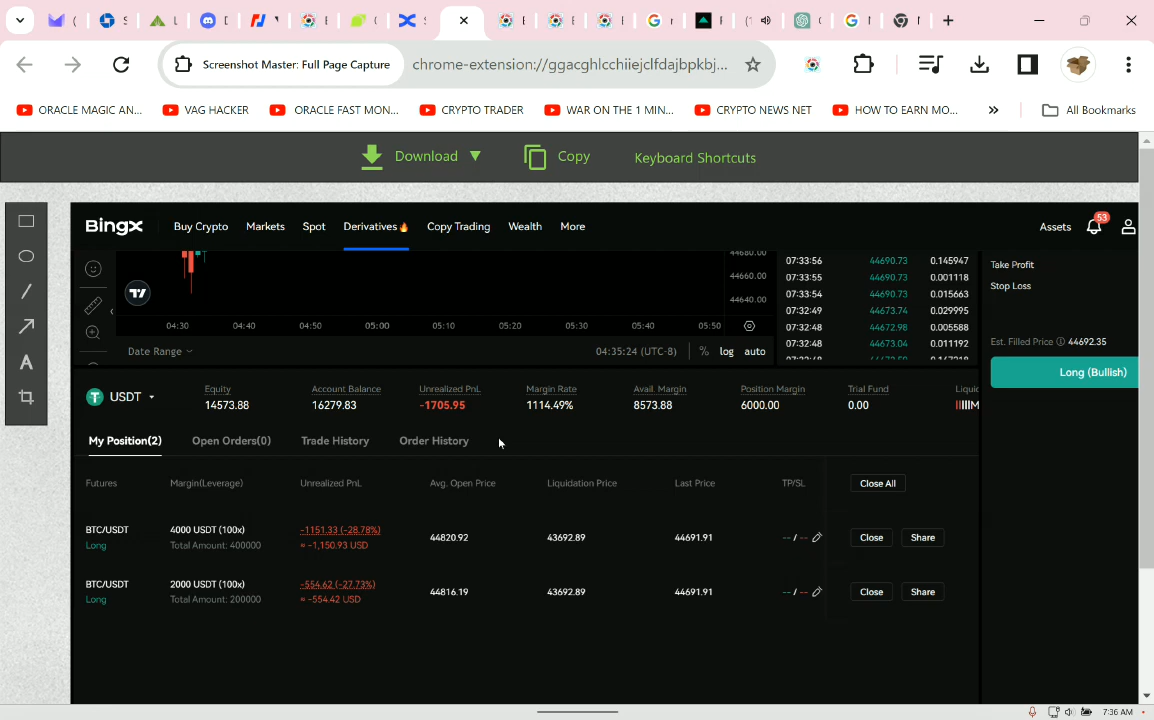 Screenshot Master: Full Page Capture
chrome-extension://ggacghlcchiiejclfdajbpkbj...
ORACLE MAGIC AN...
VAG HACKER
ORACLE FAST MON...
CRYPTO TRADER
WAR ON THE 1 MIN...
CRYPTO NEWS NET
HOW TO EARN MO...
»
All Bookmarks
Download ▼
Copy
Keyboard Shortcuts
BingX
Buy Crypto
Markets
Spot
Derivatives
Copy Trading
Wealth
More
Assets
53
44660.00
44640.00
04:30 04:40 04:50 05:00 05:10 05:20 05:30 05:40 05:50
Date Range
04:35:24 (UTC-8)
% log auto
07:33:56 44690.73 0.145947
07:33:55 44690.73 0.001118
07:33:54 44690.73 0.015663
07:32:49 44673.74 0.029995
07:32:48 44672.98 0.005588
07:32:48 44673.04 0.011192
Take Profit
Stop Loss
Est. Filled Price 44692.35
Long (Bullish)
USDT
Equity Account Balance Unrealized PnL Margin Rate Avail. Margin Position Margin Trial Fund
14573.88 16279.83 -1705.95 1114.49% 8573.88 6000.00 0.00
My Position(2) Open Orders(0) Trade History Order History
Futures Margin(Leverage) Unrealized PnL Avg. Open Price Liquidation Price Last Price TP/SL Close All
BTC/USDT 4000 USDT (100x) -1151.33 (-28.78%) 44820.92 43692.89 44691.91 -- / -- Close Share
Long Total Amount: 400000 ≈ -1,150.93 USD
BTC/USDT 2000 USDT (100x) -554.62 (-27.73%) 44816.19 43692.89 44691.91 -- / -- Close Share
Long Total Amount: 200000 ≈ -554.42 USD
7:36 AM